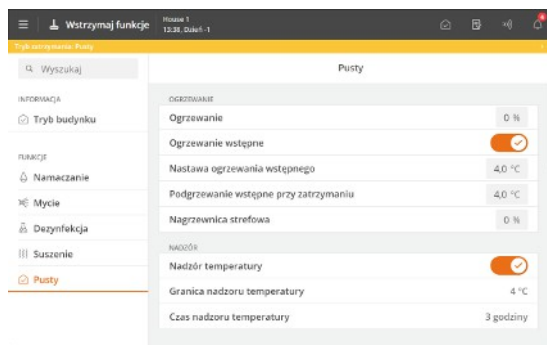 Wstrzymaj funkcje
House 1
13:38, Dzień -1
Tryb wstrzymania: Pusty
Wyszukaj
Pusty
INFORMACJA
Tryb budynku
FUNKCJE
Namaczanie
Mycie
Dezynfekcja
Suszenie
Pusty
OGRZEWANIE
Ogrzewanie 0 %
Ogrzewanie wstępne
Nastawa ogrzewania wstępnego 4,0 °C
Podgrzewanie wstępne przy zatrzymaniu 4,0 °C
Nagrzewnica strefowa 0 %
NADZÓR
Nadzór temperatury
Granica nadzoru temperatury 4 °C
Czas nadzoru temperatury 3 godziny